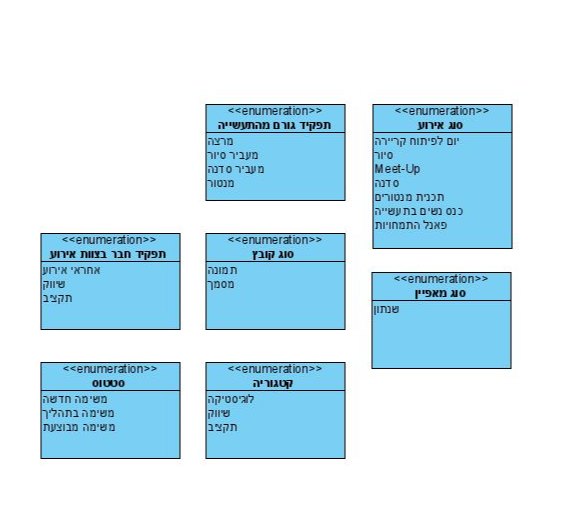 <<enumeration>>
תפקיד גורם מהתעשייה
מרצה
מעביר סיור
מעביר סדנה
מנטור
<<enumeration>>
סוג אירוע
יום לפיתוח קריירה
סיור
Meet-Up
סדנה
תכנית מנטורים
כנס נשים בתעשייה
פאנל התמחויות
<<enumeration>>
תפקיד חבר בצוות אירוע
אחראי אירוע
שיווק
תקציב
<<enumeration>>
סוג קובץ
תמונה
מסמך
<<enumeration>>
סוג מאפיין
שנתון
<<enumeration>>
סטטוס
משימה חדשה
משימה בתהליך
משימה מבוצעת
<<enumeration>>
קטגוריה
לוגיסטיקה
שיווק
תקציב